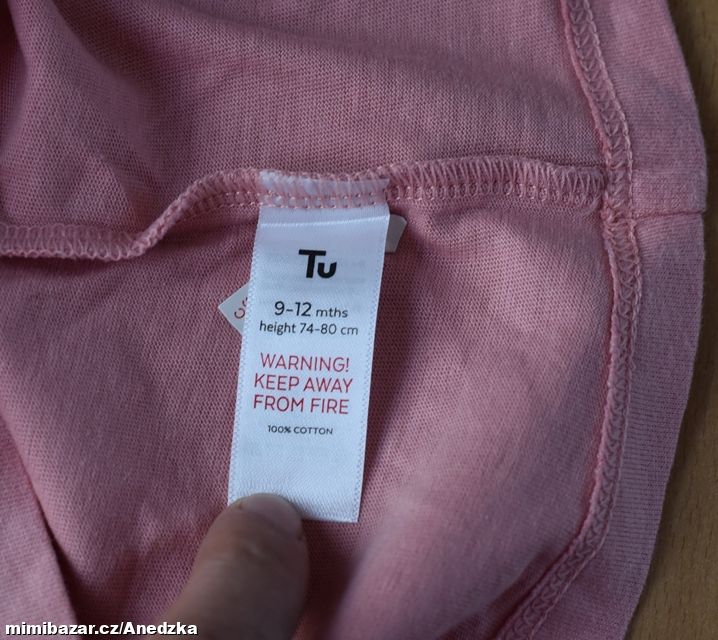 Tu
9-12 mths
height 74-80 cm
WARNING!
KEEP AWAY
FROM FIRE
100% COTTON
mimibazar.cz/Anedzka